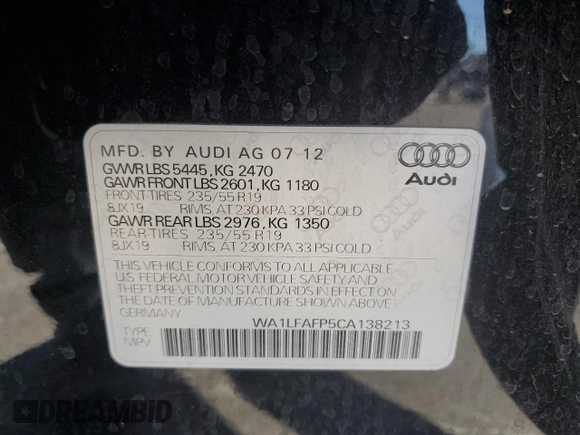 MFD. BY AUDI AG 07 12
GVWR LBS 5445, KG 2470
GAWR FRONT LBS 2601, KG 1180
FRONT-TIRES 235/55 R19
8JX19 RIMS, AT 230 KPA 33 PSI COLD
GAWR REAR LBS 2976, KG 1350
REAR-TIRES 235/55 R19
8JX19 RIMS, AT 230 KPA 33 PSI COLD
THIS VEHICLE CONFORMS TO ALL APPLICABLE
U.S. FEDERAL MOTOR VEHICLE SAFETY AND
THEFT PREVENTION STANDARDS IN EFFECT ON
THE DATE OF MANUFACTURE SHOWN ABOVE.
GERMANY
WA1LFAFP5CA138213
TYPE
MPV
Audi
DREAMBID